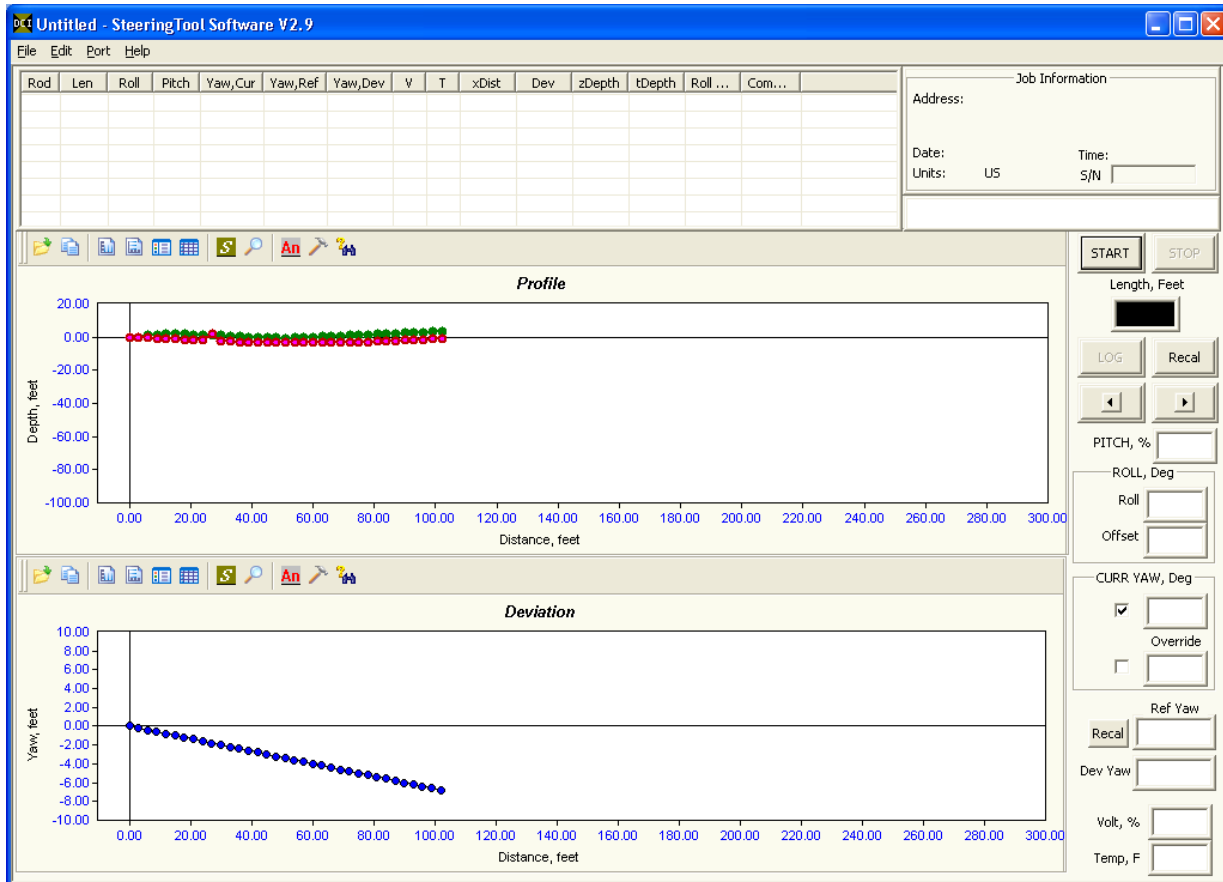 DCI Untitled - SteeringTool Software V2.9
File Edit Port Help
Rod Len Roll Pitch Yaw,Cur Yaw,Ref Yaw,Dev V T xDist Dev zDepth tDepth Roll ... Com...
Job Information
Address:
Date: Time:
Units: US S/N
S An
START STOP
Length, Feet
LOG Recal
PITCH, %
ROLL, Deg
Roll
Offset
Profile
20.00
0.00
-20.00
-40.00
-60.00
-80.00
-100.00
Depth, feet
0.00 20.00 40.00 60.00 80.00 100.00 120.00 140.00 160.00 180.00 200.00 220.00 240.00 260.00 280.00 300.00
Distance, feet
S An
CURR YAW, Deg
Override
Ref Yaw
Recal
Dev Yaw
Volt, %
Temp, F
Deviation
10.00
8.00
6.00
4.00
2.00
0.00
-2.00
-4.00
-6.00
-8.00
-10.00
Yaw, feet
0.00 20.00 40.00 60.00 80.00 100.00 120.00 140.00 160.00 180.00 200.00 220.00 240.00 260.00 280.00 300.00
Distance, feet